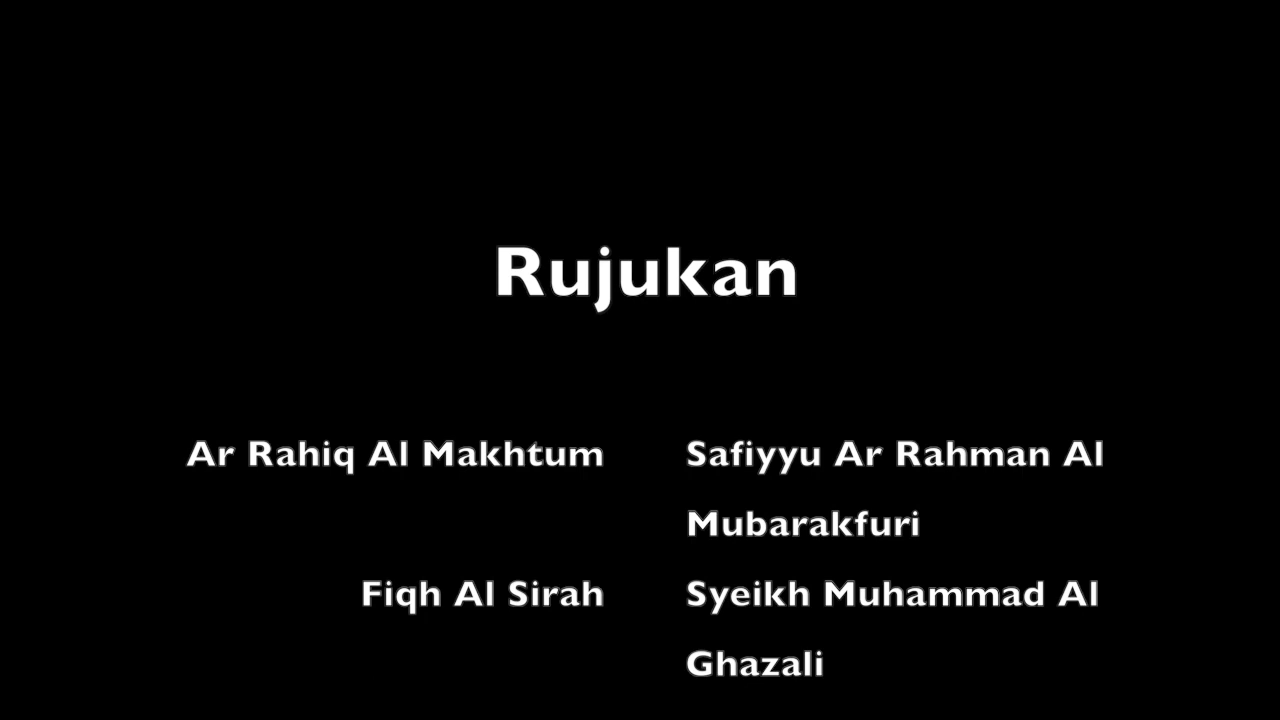 Rujukan
Ar Rahiq Al Makhtum
Safiyyu Ar Rahman Al
Mubarakfuri
Fiqh Al Sirah
Syeikh Muhammad Al
Ghazali